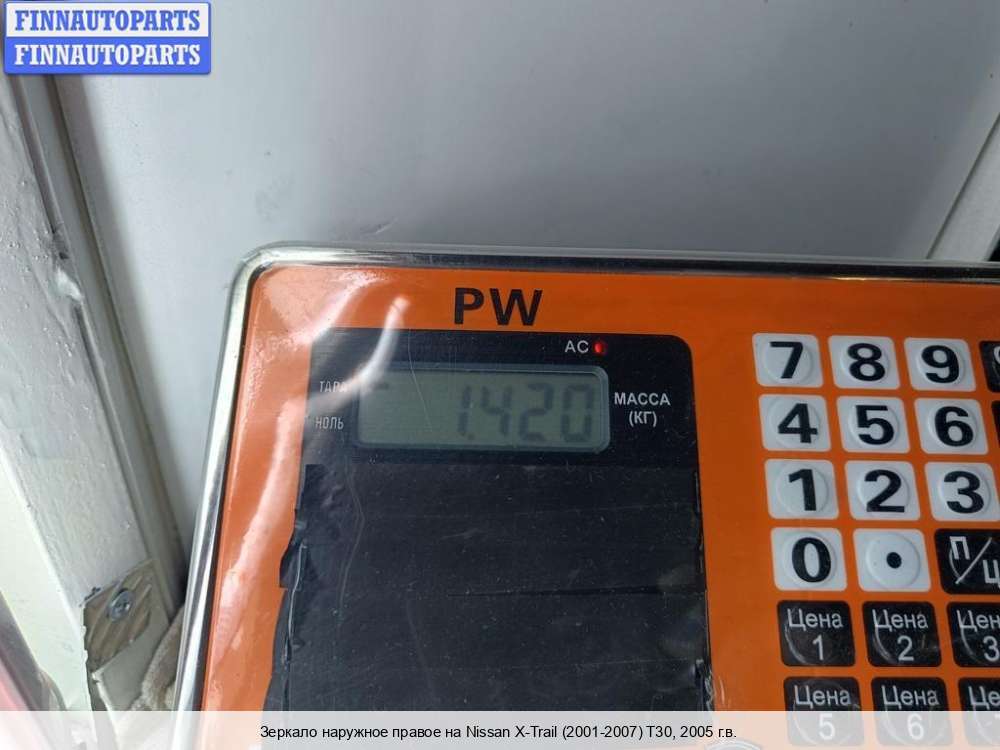 FINNAUTOPARTS
FINNAUTOPARTS
PW
AC
ТАРА
НОЛЬ
1.420
МАССА
(КГ)
7 8 9
4 5 6
1 2 3
0 .
П/Ц
Цена 1 Цена 2 Цена 3
Цена 5 Цена 6
Зеркало наружное правое на Nissan X-Trail (2001-2007) T30, 2005 г.в.